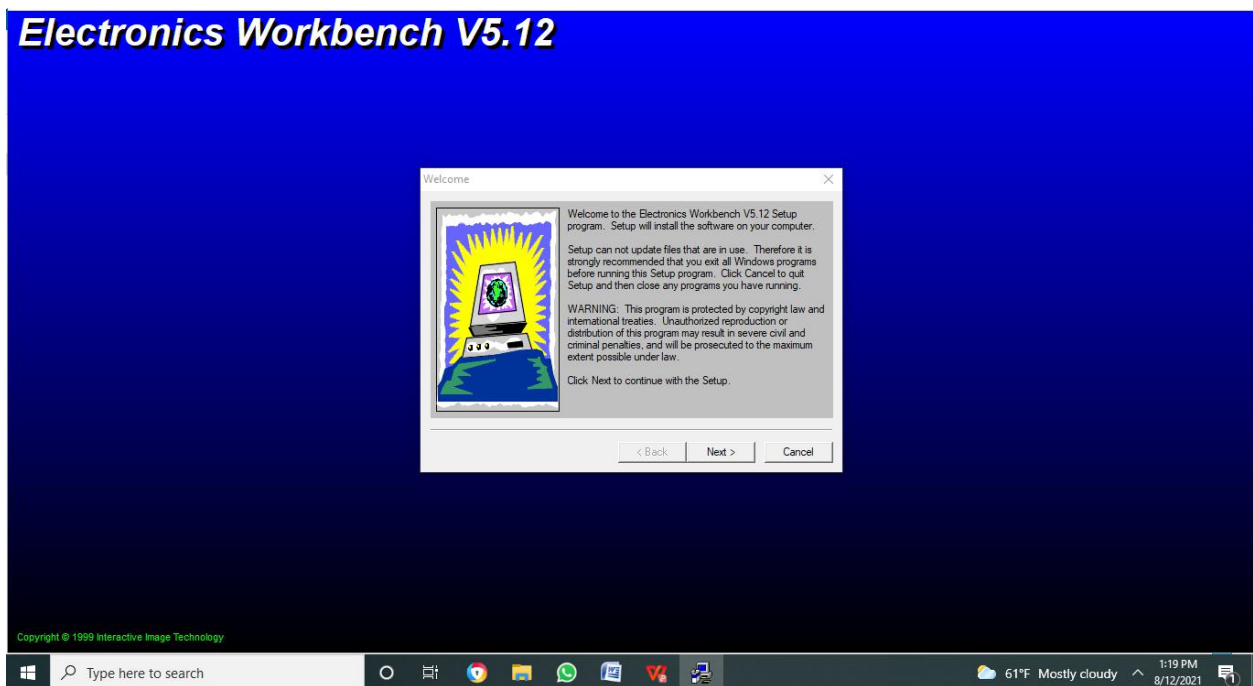 Electronics Workbench V5.12
Welcome
Welcome to the Electronics Workbench V5.12 Setup
program. Setup will install the software on your computer.
Setup can not update files that are in use. Therefore it is
strongly recommended that you exit all Windows programs
before running this Setup program. Click Cancel to quit
Setup and then close any programs you have running.
WARNING: This program is protected by copyright law and
international treaties. Unauthorized reproduction or
distribution of this program may result in severe civil and
criminal penalties, and will be prosecuted to the maximum
extent possible under law.
Click Next to continue with the Setup.
< Back
Next >
Cancel
Copyright © 1999 Interactive Image Technology
Type here to search
61°F Mostly cloudy
1:19 PM
8/12/2021
1